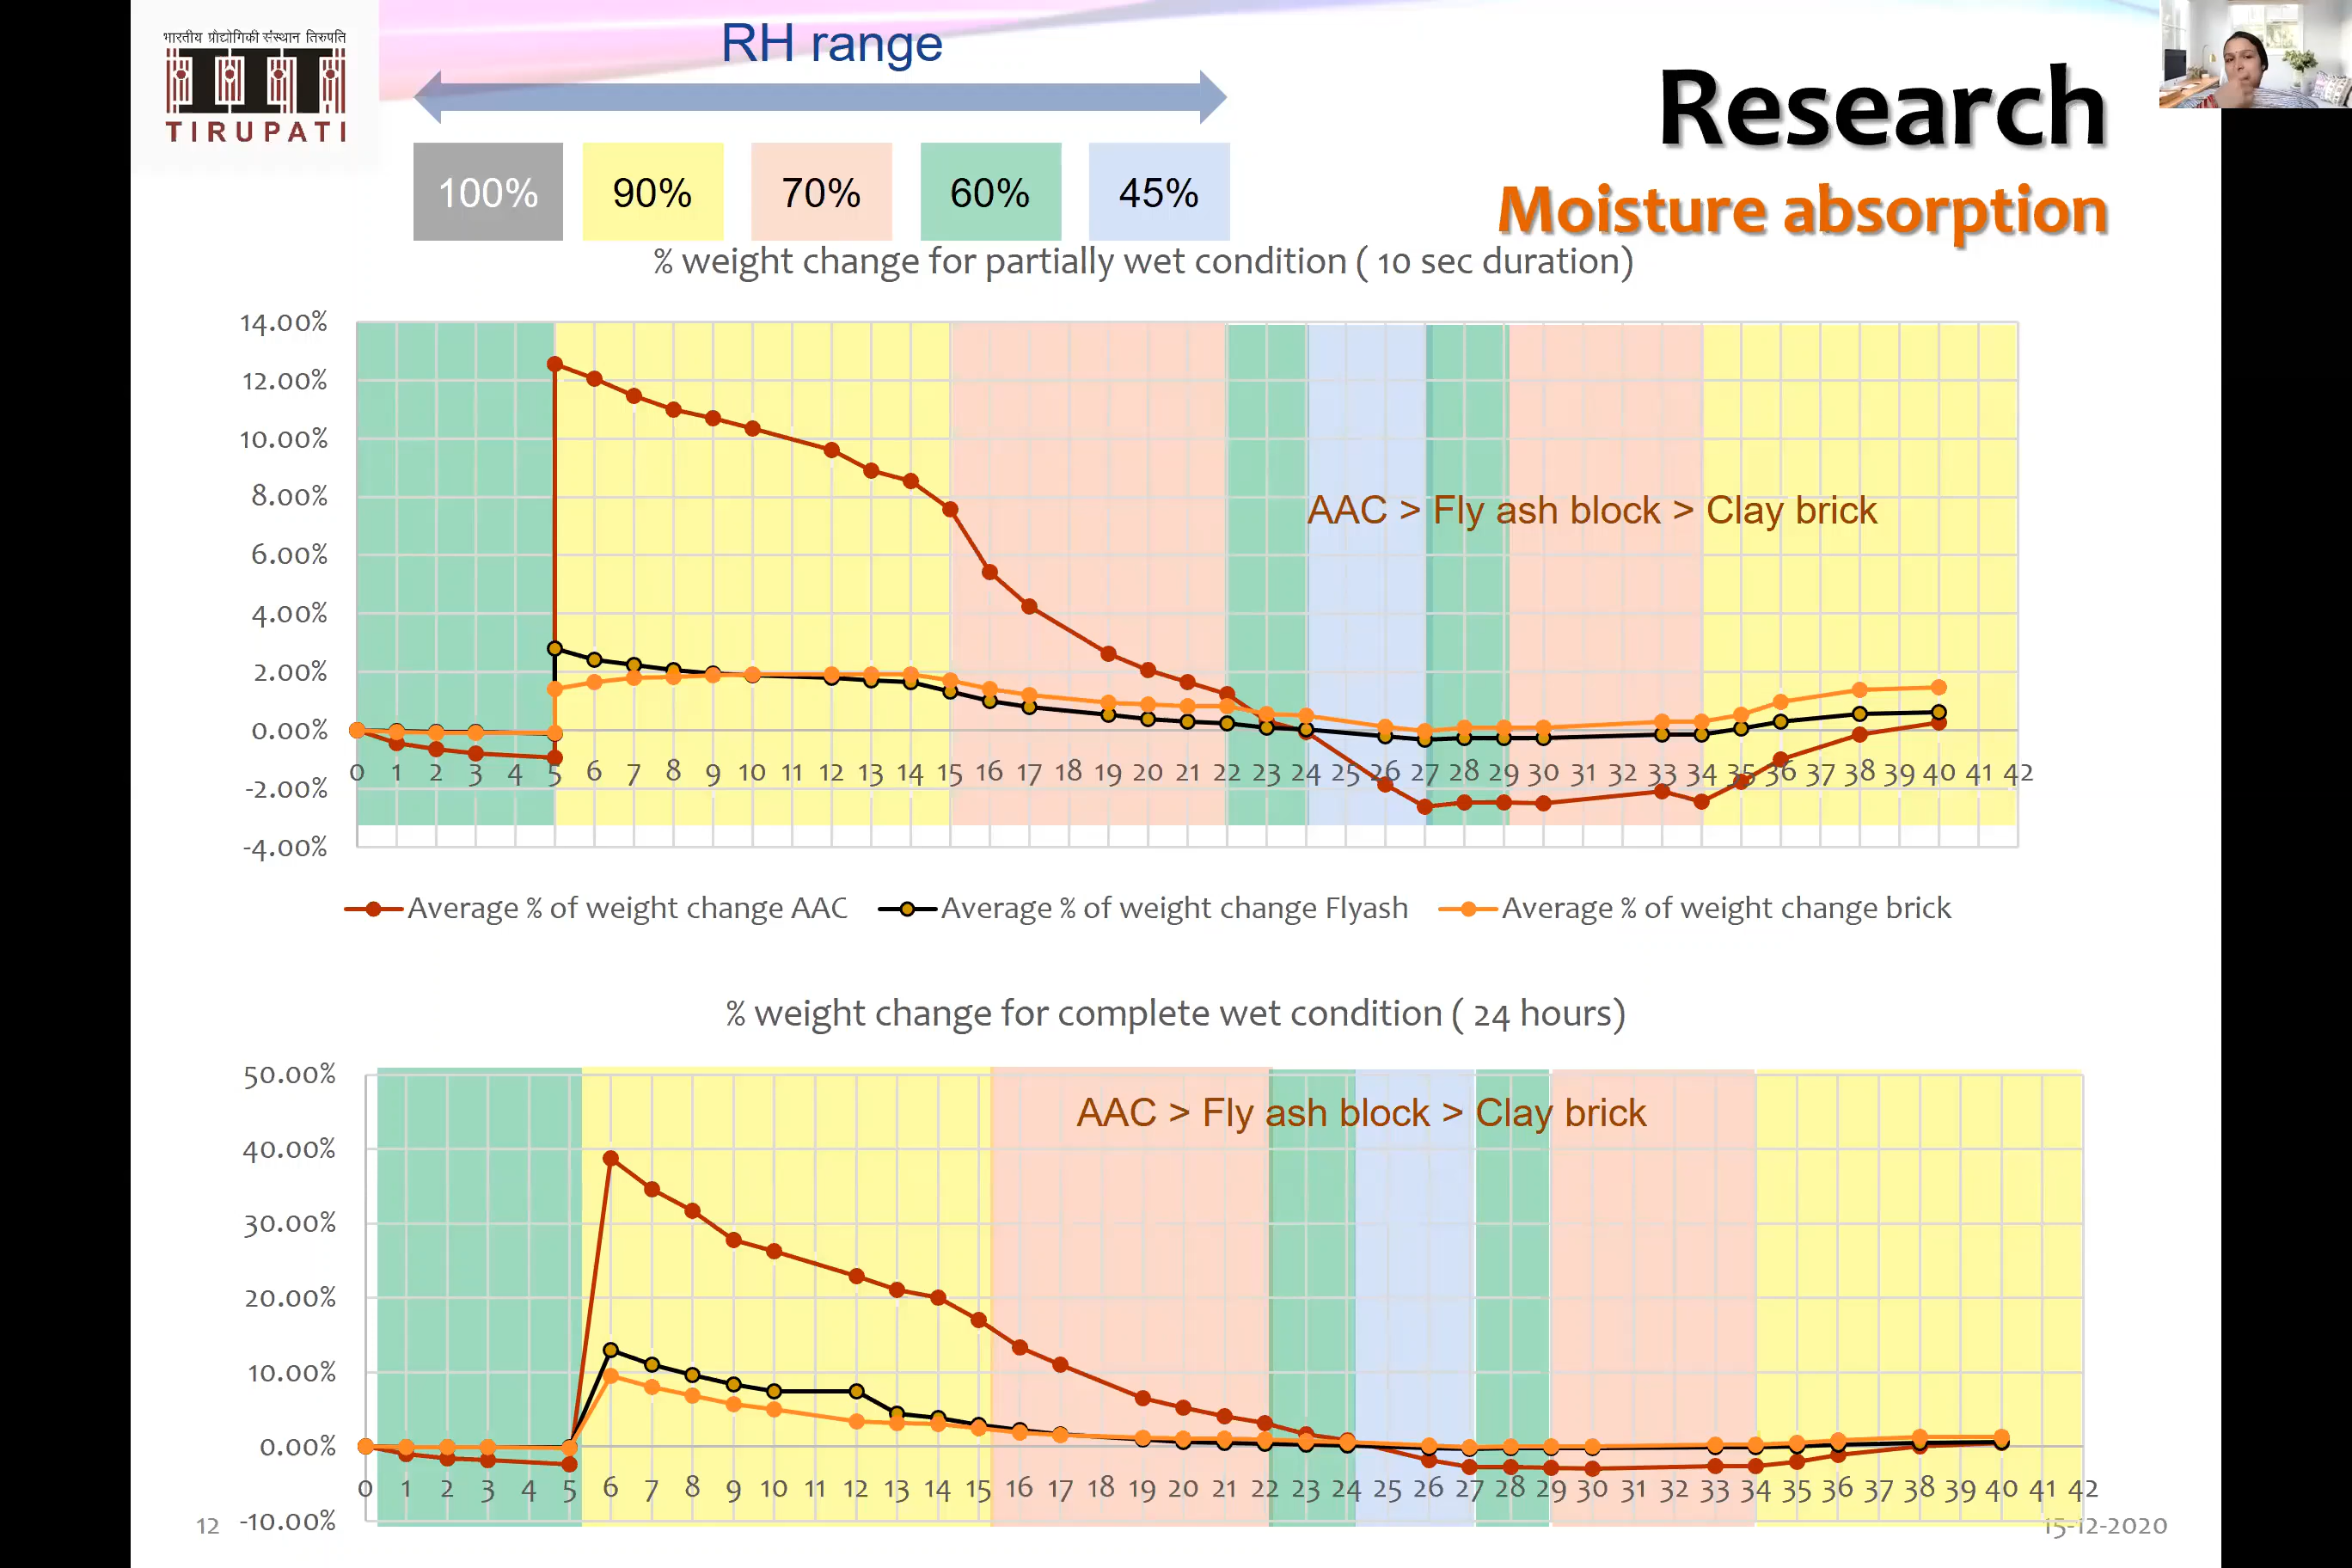 भारतीय प्रौद्योगिकी संस्थान तिरुपति
TIRUPATI
RH range
100% 90% 70% 60% 45%
Research
Moisture absorption
% weight change for partially wet condition ( 10 sec duration)
14.00%
12.00%
10.00%
8.00%
6.00%
4.00%
2.00%
0.00%
-2.00%
-4.00%
AAC > Fly ash block > Clay brick
0 1 2 3 4 5 6 7 8 9 10 11 12 13 14 15 16 17 18 19 20 21 22 23 24 25 26 27 28 29 30 31 32 33 34 35 36 37 38 39 40 41 42
Average % of weight change AAC Average % of weight change Flyash Average % of weight change brick
% weight change for complete wet condition ( 24 hours)
50.00%
40.00%
30.00%
20.00%
10.00%
0.00%
-10.00%
AAC > Fly ash block > Clay brick
0 1 2 3 4 5 6 7 8 9 10 11 12 13 14 15 16 17 18 19 20 21 22 23 24 25 26 27 28 29 30 31 32 33 34 35 36 37 38 39 40 41 42
12
15-12-2020